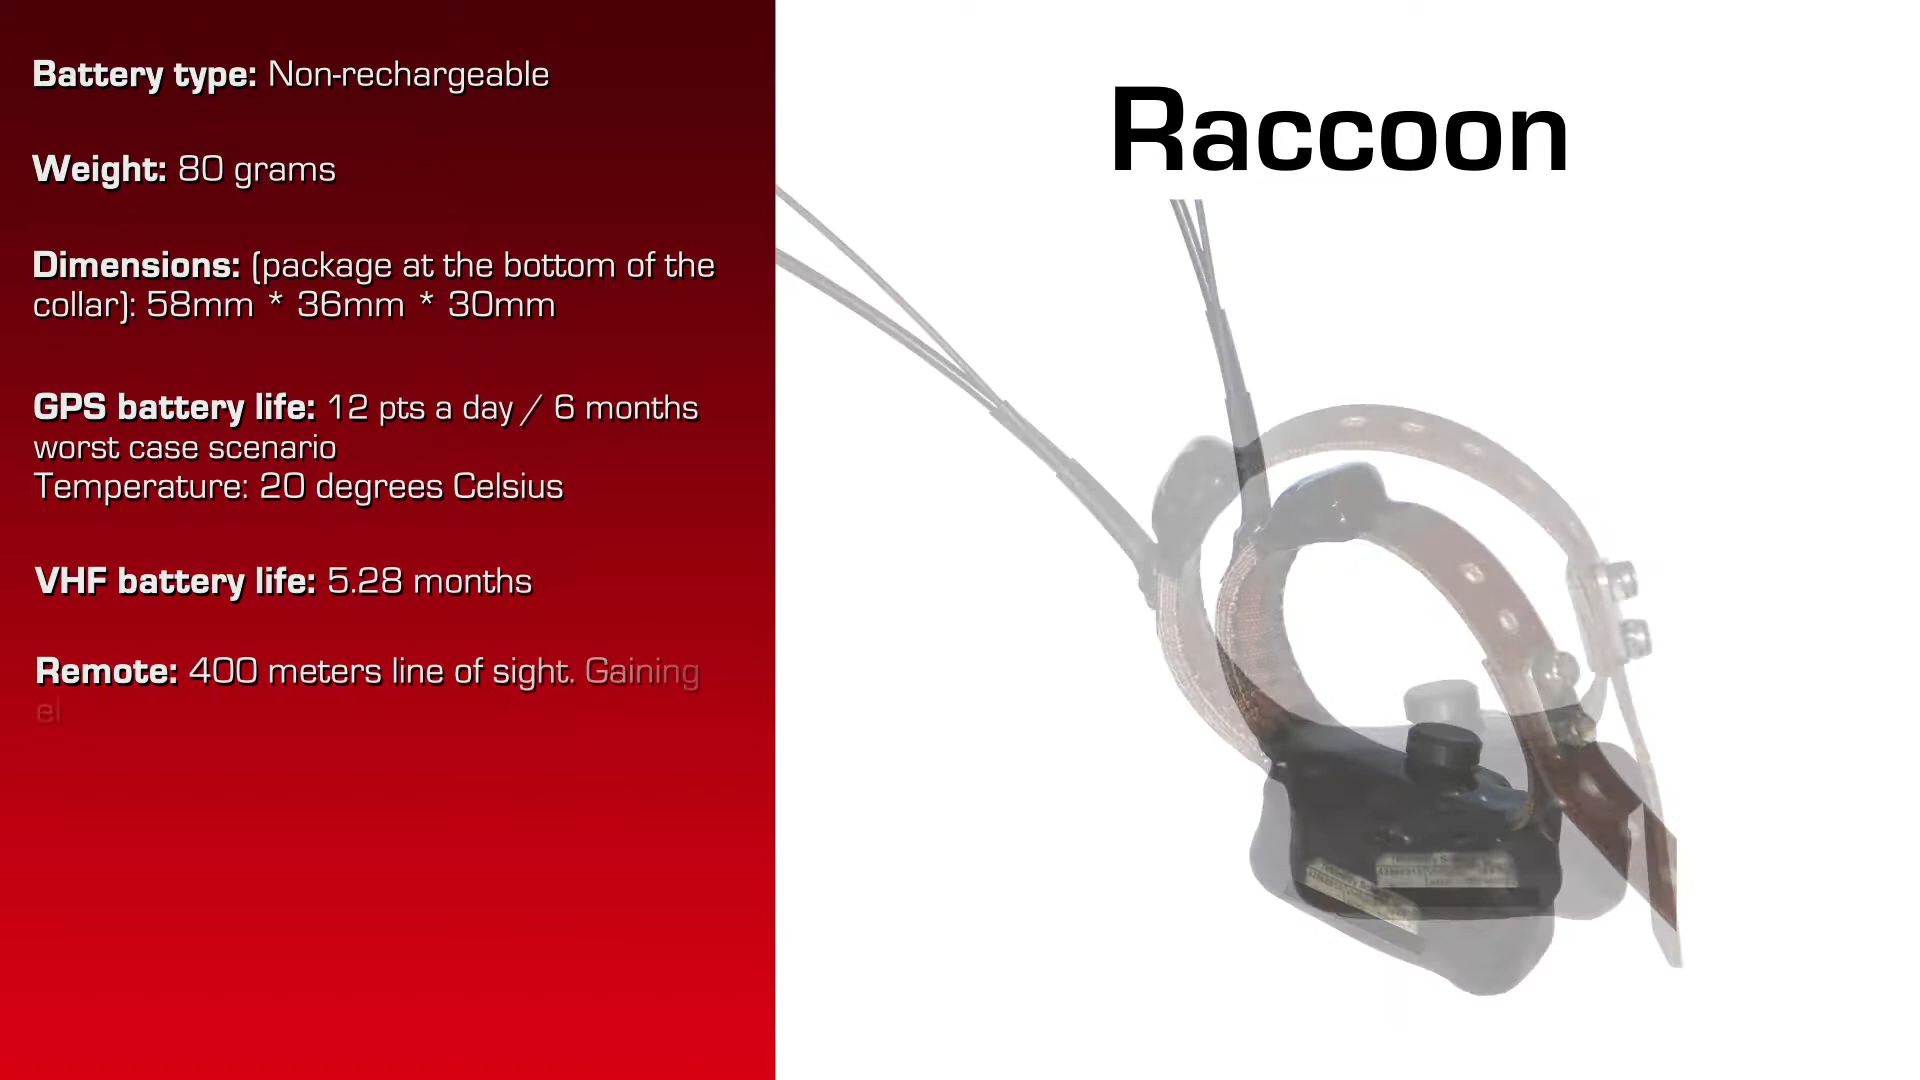 Battery type: Non-rechargeable
Weight: 80 grams
Dimensions: (package at the bottom of the
collar): 58mm * 36mm * 30mm
GPS battery life: 12 pts a day / 6 months
worst case scenario
Temperature: 20 degrees Celsius
VHF battery life: 5.28 months
Remote: 400 meters line of sight. Gaining
el
Raccoon